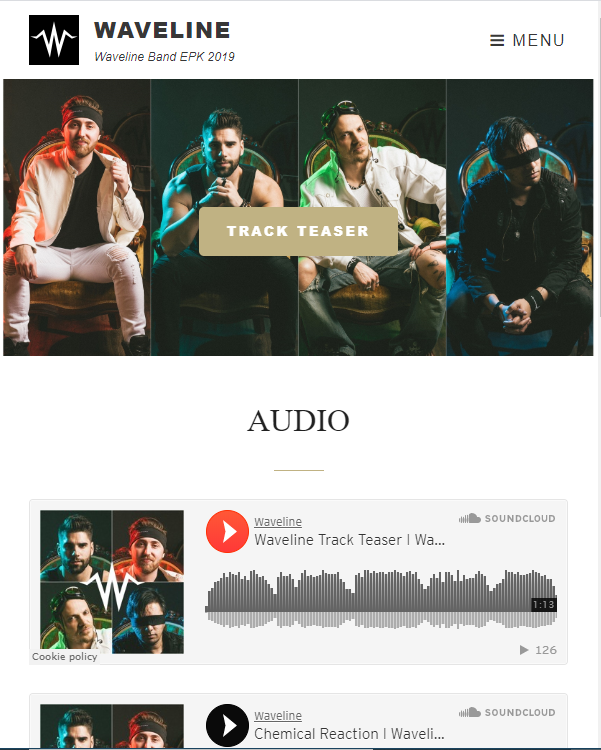 WAVELINE
Waveline Band EPK 2019
☰ MENU
TRACK TEASER
AUDIO
Waveline
SOUNDCLOUD
Waveline Track Teaser | Wa...
1:13
Cookie policy
126
Waveline
SOUNDCLOUD
Chemical Reaction | Waveli...